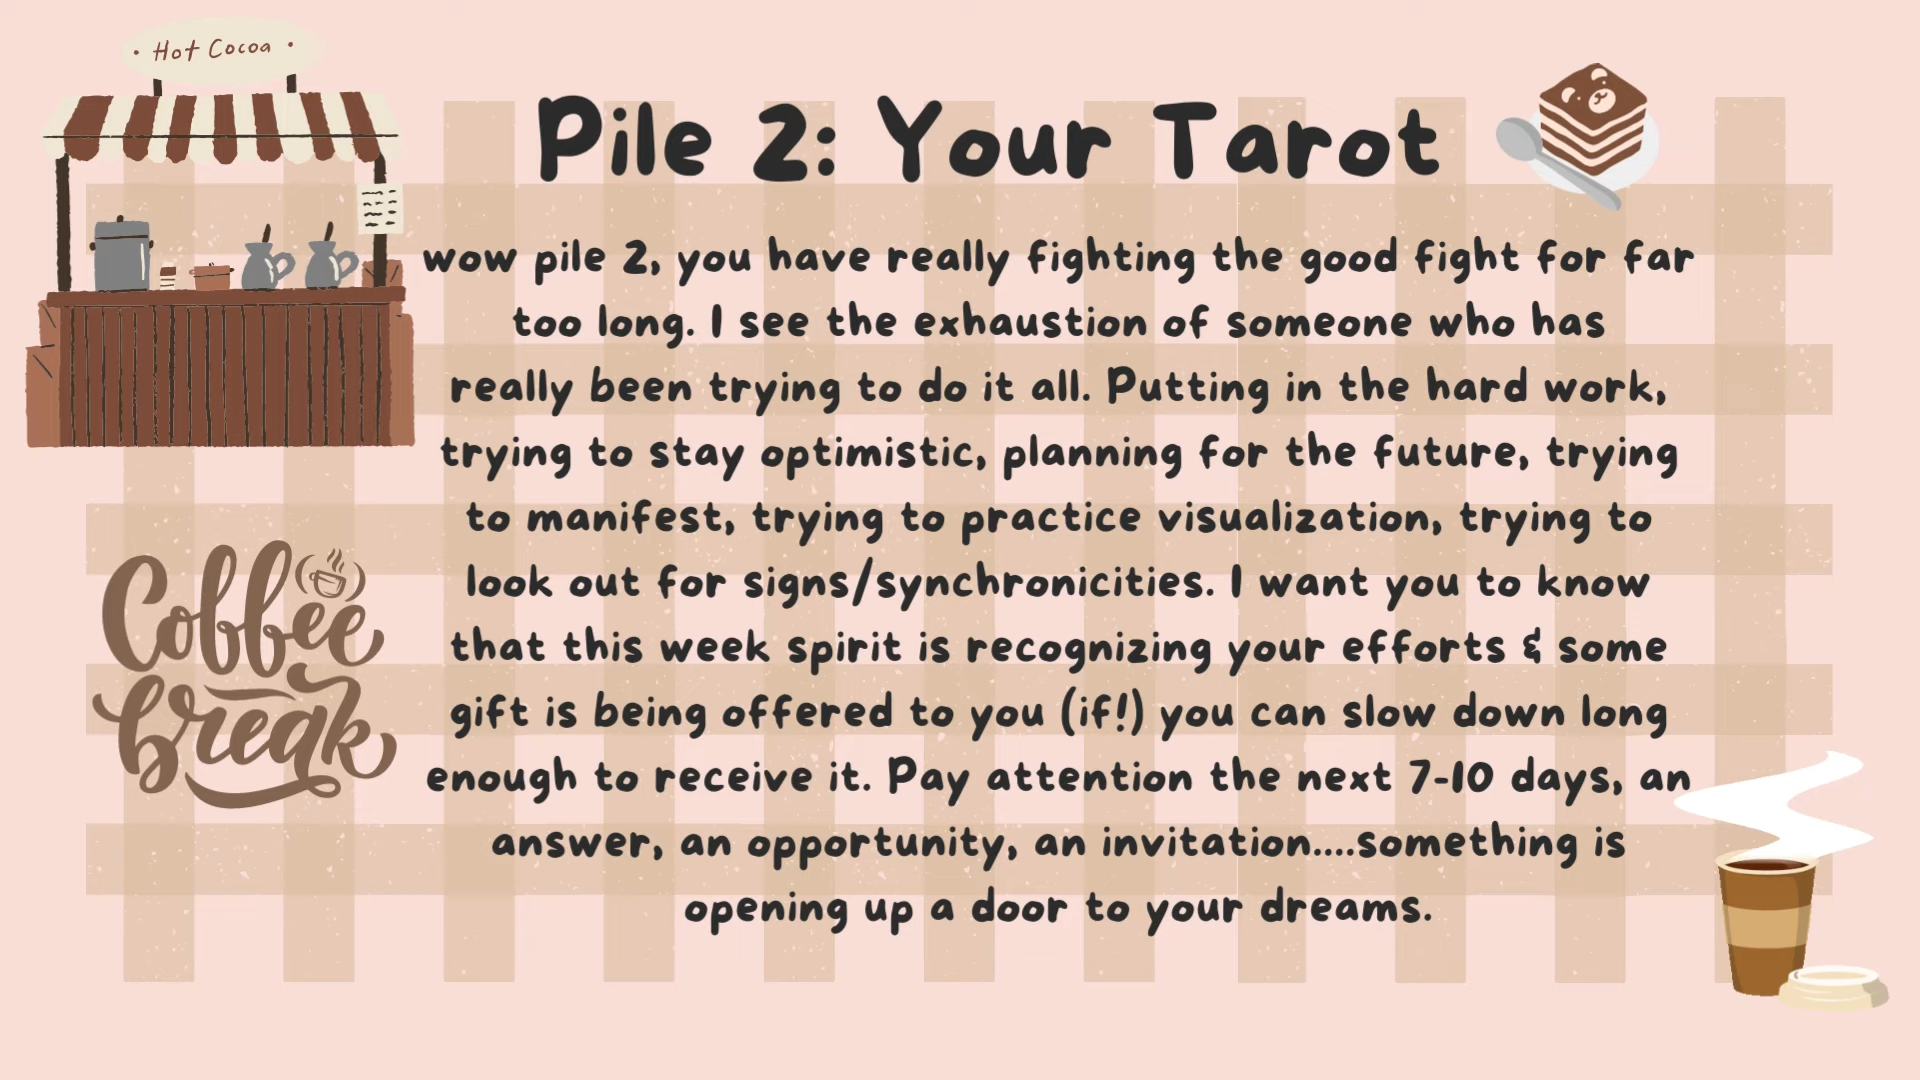 • Hot Cocoa •
Pile 2: Your Tarot
wow pile 2, you have really fighting the good fight for far
too long. I see the exhaustion of someone who has
really been trying to do it all. Putting in the hard work,
trying to stay optimistic, planning for the future, trying
to manifest, trying to practice visualization, trying to
look out for signs/synchronicities. I want you to know
that this week spirit is recognizing your efforts & some
gift is being offered to you (if!) you can slow down long
enough to receive it. Pay attention the next 7-10 days, an
answer, an opportunity, an invitation....something is
opening up a door to your dreams.
Coffee
break